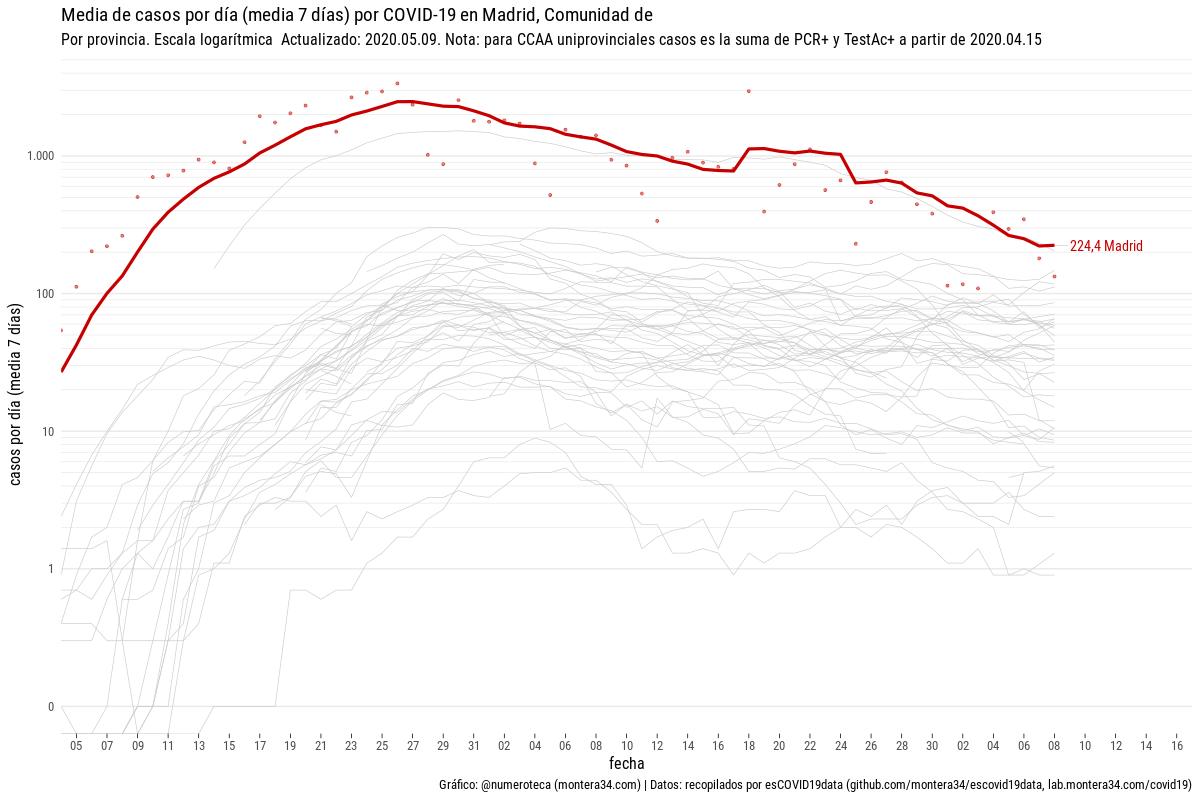 Media de casos por día (media 7 días) por COVID-19 en Madrid, Comunidad de
Por provincia. Escala logarítmica  Actualizado: 2020.05.09. Nota: para CCAA uniprovinciales casos es la suma de PCR+ y TestAc+ a partir de 2020.04.15
casos por día (media 7 días)
1.000
100
10
1
0
224,4 Madrid
05 07 09 11 13 15 17 19 21 23 25 27 29 31 02 04 06 08 10 12 14 16 18 20 22 24 26 28 30 02 04 06 08 10 12 14 16
fecha
Gráfico: @numeroteca (montera34.com) | Datos: recopilados por esCOVID19data (github.com/montera34/escovid19data, lab.montera34.com/covid19)